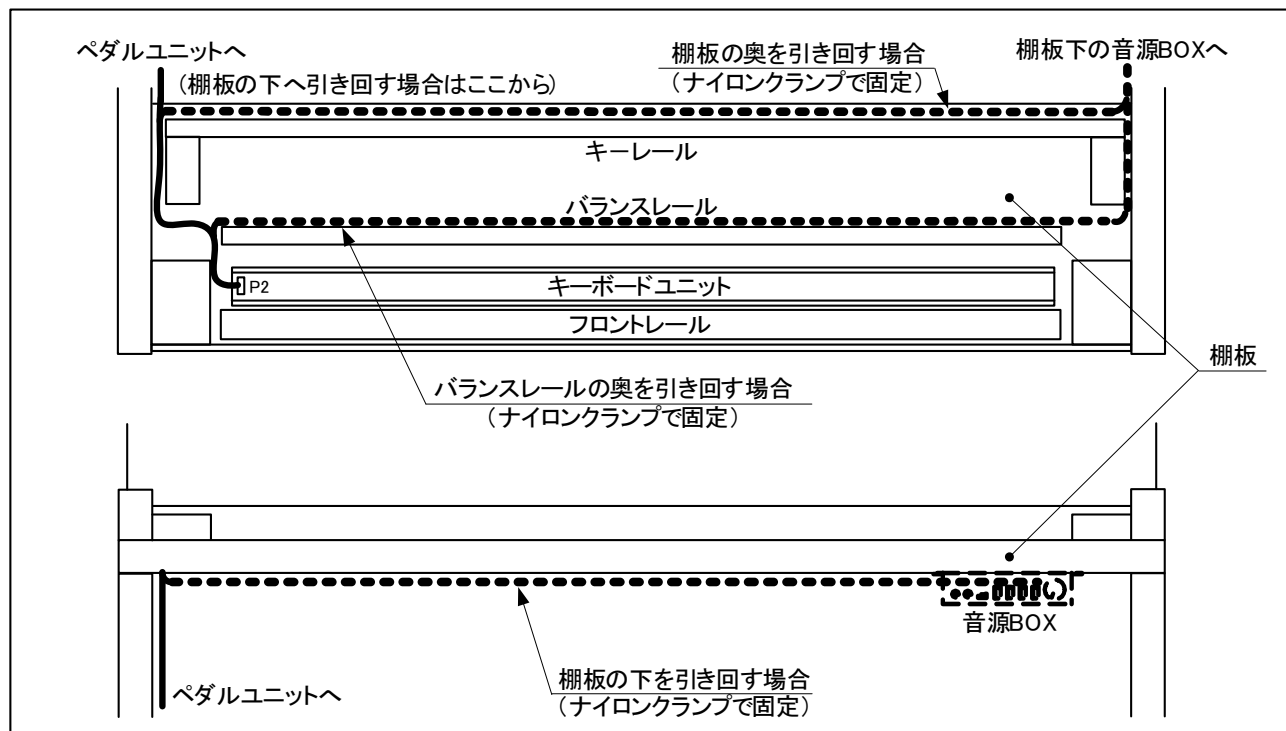 ペダルユニットへ
(棚板の下へ引き回す場合はここから)
棚板の奥を引き回す場合
(ナイロンクランプで固定)
棚板下の音源BOXへ
キーレール
バランスレール
P2
キーボードユニット
フロントレール
棚板
バランスレールの奥を引き回す場合
(ナイロンクランプで固定)
音源BOX
ペダルユニットへ
棚板の下を引き回す場合
(ナイロンクランプで固定)